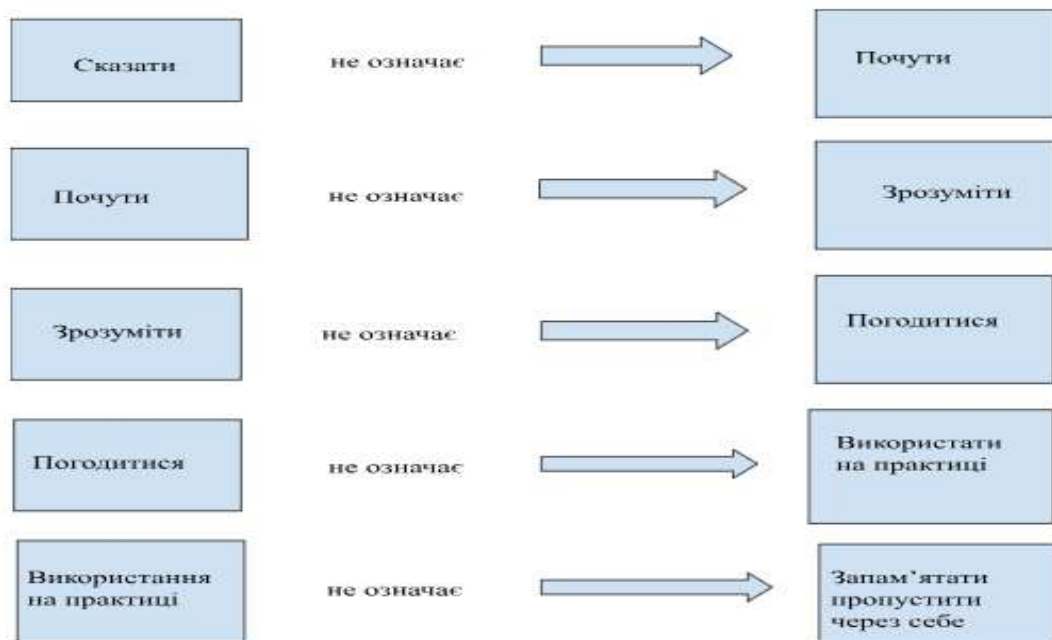 Сказати не означає Почути
Почути не означає Зрозуміти
Зрозуміти не означає Погодитися
Погодитися не означає Використати
на практиці
Використання
на практиці
не означає
Запам’ятати
пропустити
через себе